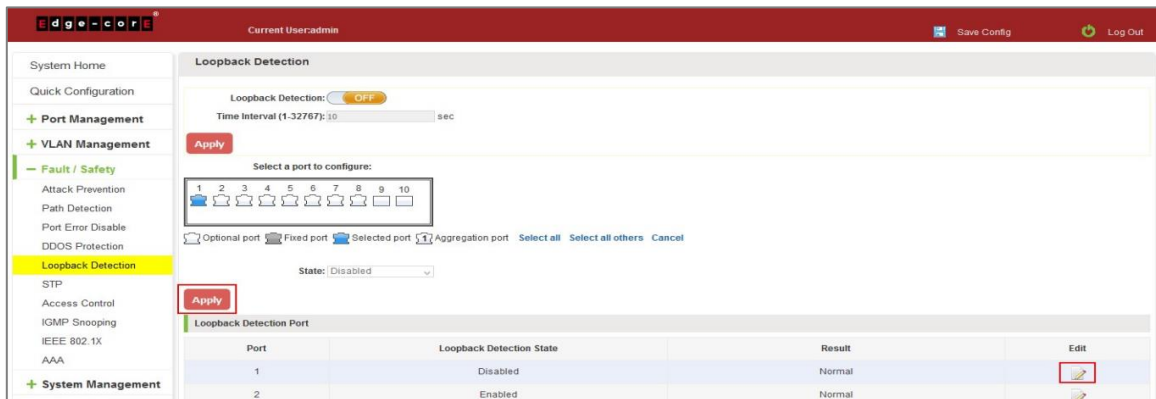 Edge-corE®
Current User:admin
Save Config
Log Out
System Home
Quick Configuration
+ Port Management
+ VLAN Management
− Fault / Safety
Attack Prevention
Path Detection
Port Error Disable
DDOS Protection
Loopback Detection
STP
Access Control
IGMP Snooping
IEEE 802.1X
AAA
+ System Management
Loopback Detection
Loopback Detection: OFF
Time Interval (1-32767): 10 sec
Apply
Select a port to configure:
1 2 3 4 5 6 7 8 9 10
Optional port Fixed port Selected port 1 Aggregation port Select all Select all others Cancel
State: Disabled
Apply
Loopback Detection Port
Port Loopback Detection State Result Edit
1 Disabled Normal
2 Enabled Normal